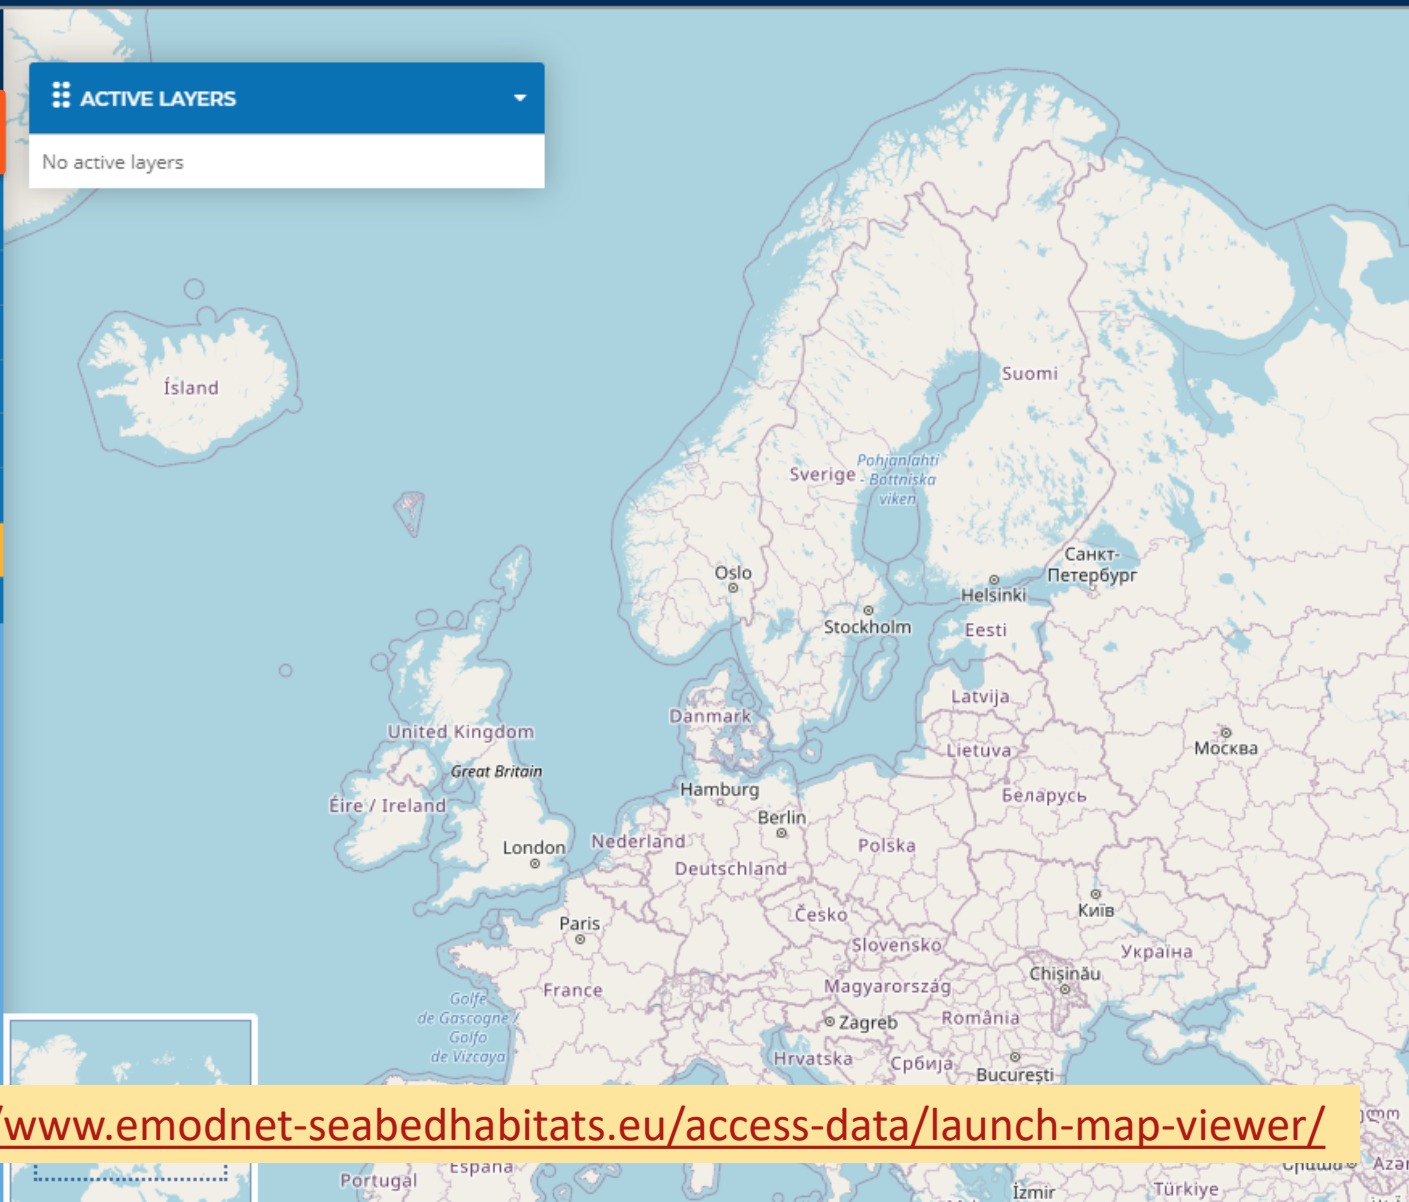 ACTIVE LAYERS
No active layers
Ísland
Suomi
Sverige
Pohjanlahti
- Bottniska
viken
Санкт-
Петербург
Oslo
Helsinki
Stockholm
Eesti
Latvija
Danmark
United Kingdom
Lietuva
Москва
Great Britain
Hamburg
Беларусь
Éire / Ireland
Berlin
Nederland
London
Polska
Deutschland
Київ
Česko
Paris
Slovensko
Україна
Chișinău
Magyarország
France
Golfe
de Gascogne /
Golfo
de Vizcaya
Zagreb
România
Hrvatska
Србија
București
/www.emodnet-seabedhabitats.eu/access-data/launch-map-viewer/
España
Portugal
İzmir
Türkiye